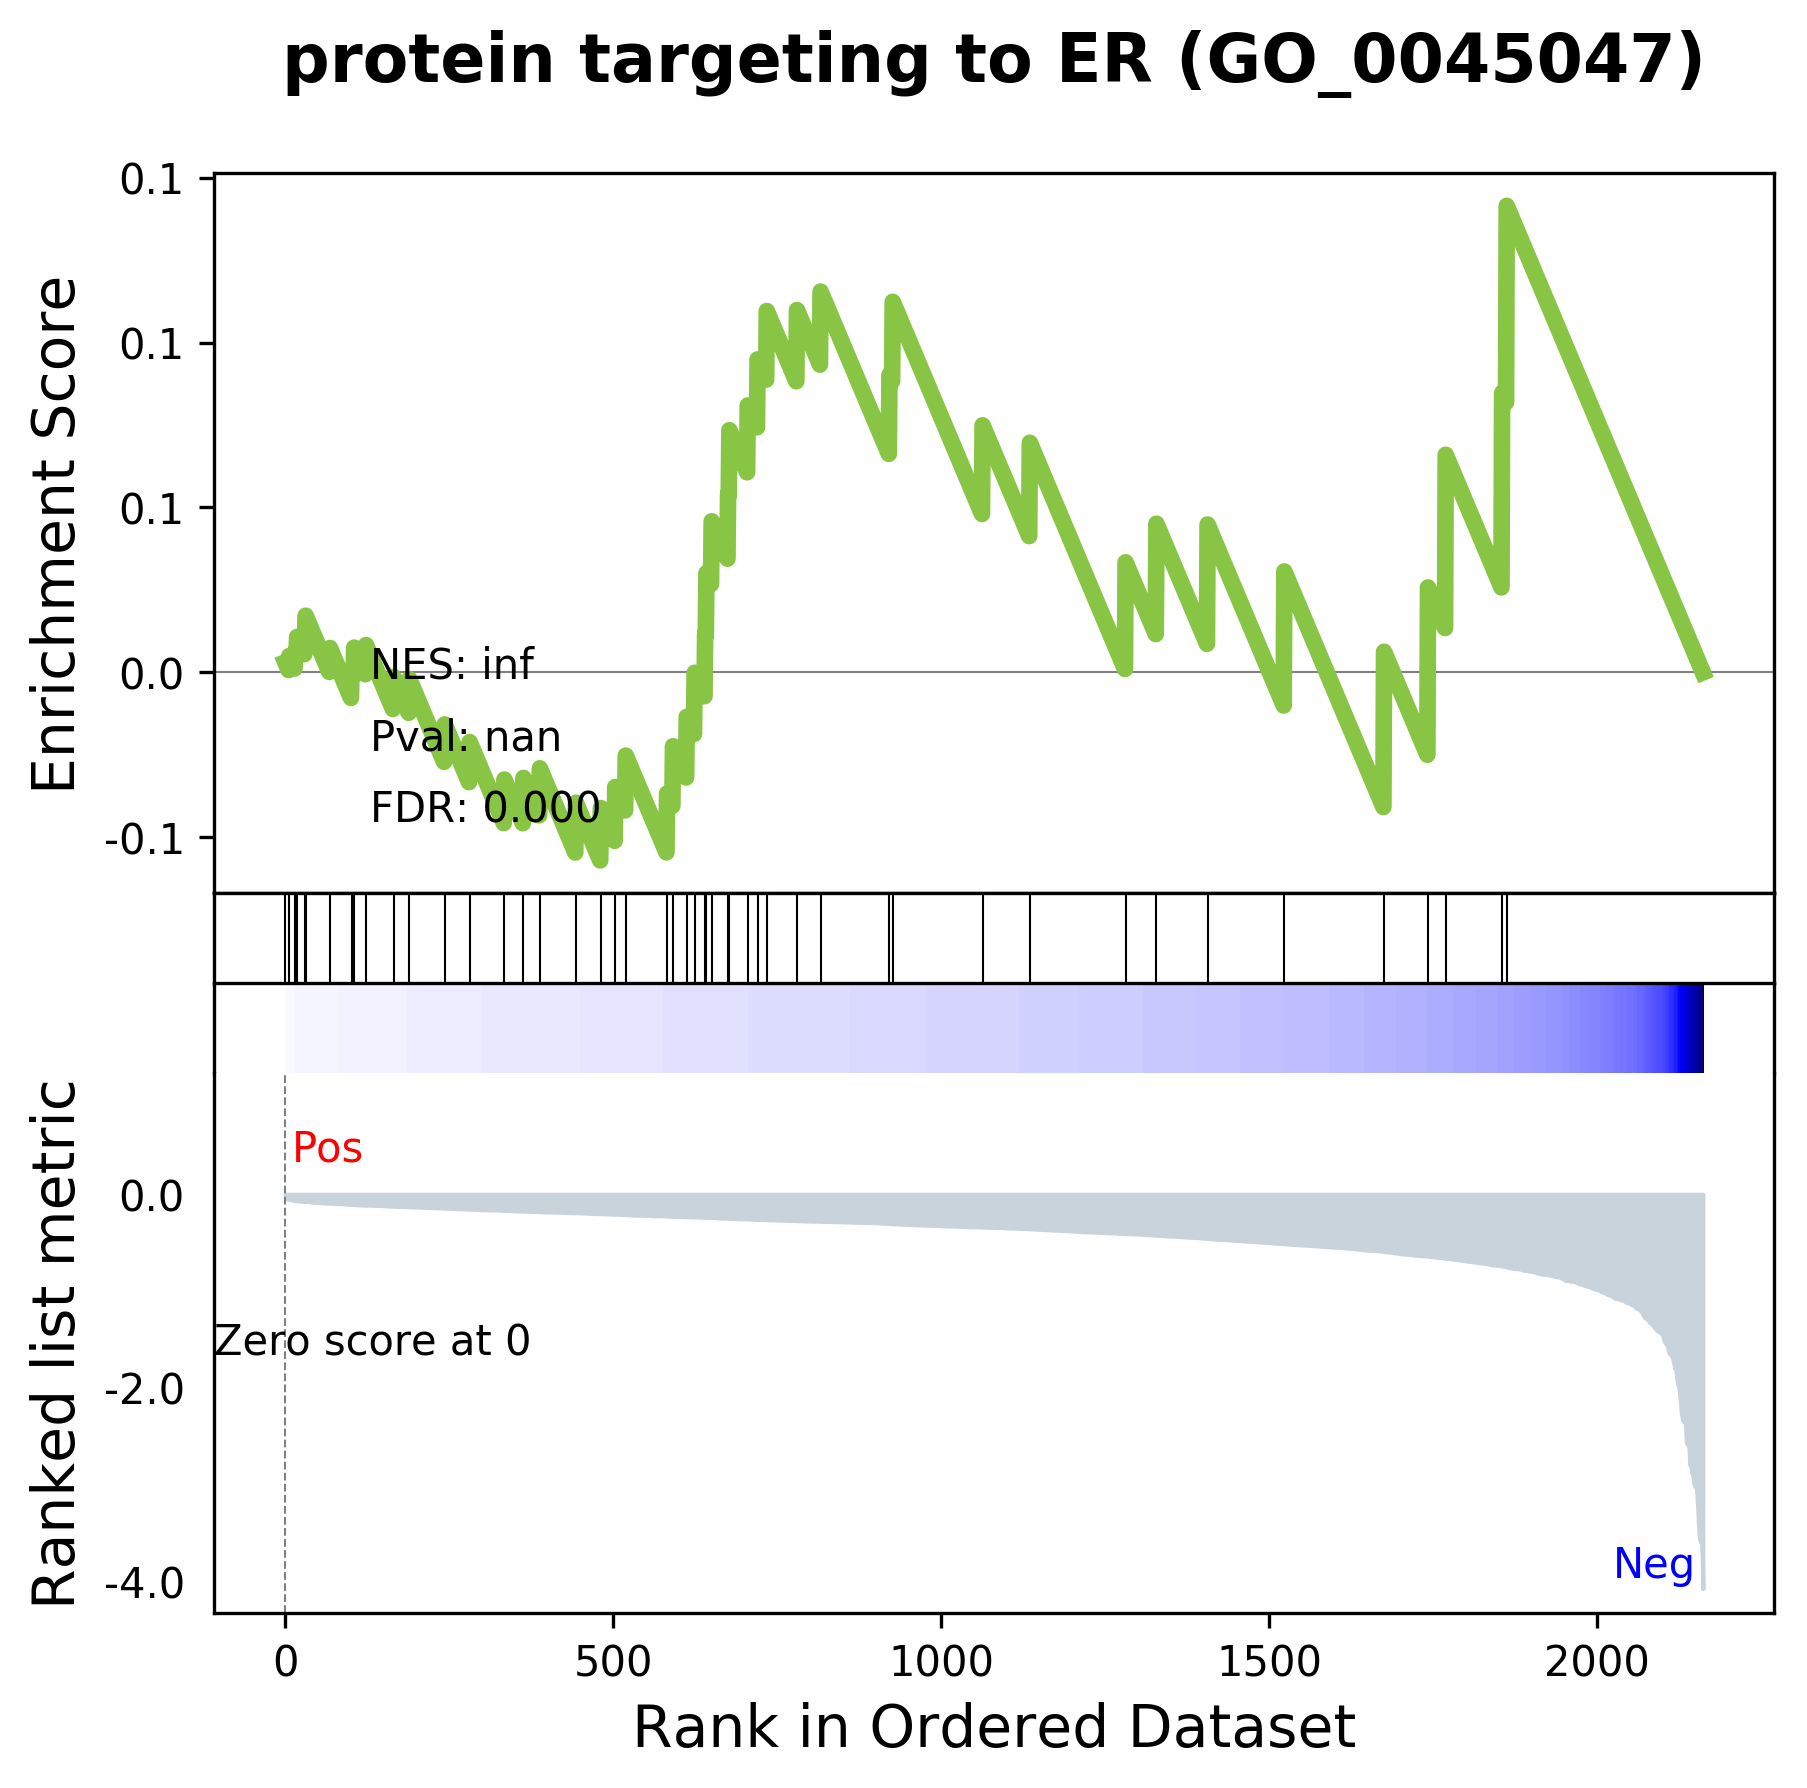 protein targeting to ER (GO_0045047)
Enrichment Score
0.1
0.1
0.1
0.0
-0.1
NES: inf
Pval: nan
FDR: 0.000
Ranked list metric
Pos
0.0
Zero score at 0
-2.0
Neg
-4.0
0 500 1000 1500 2000
Rank in Ordered Dataset